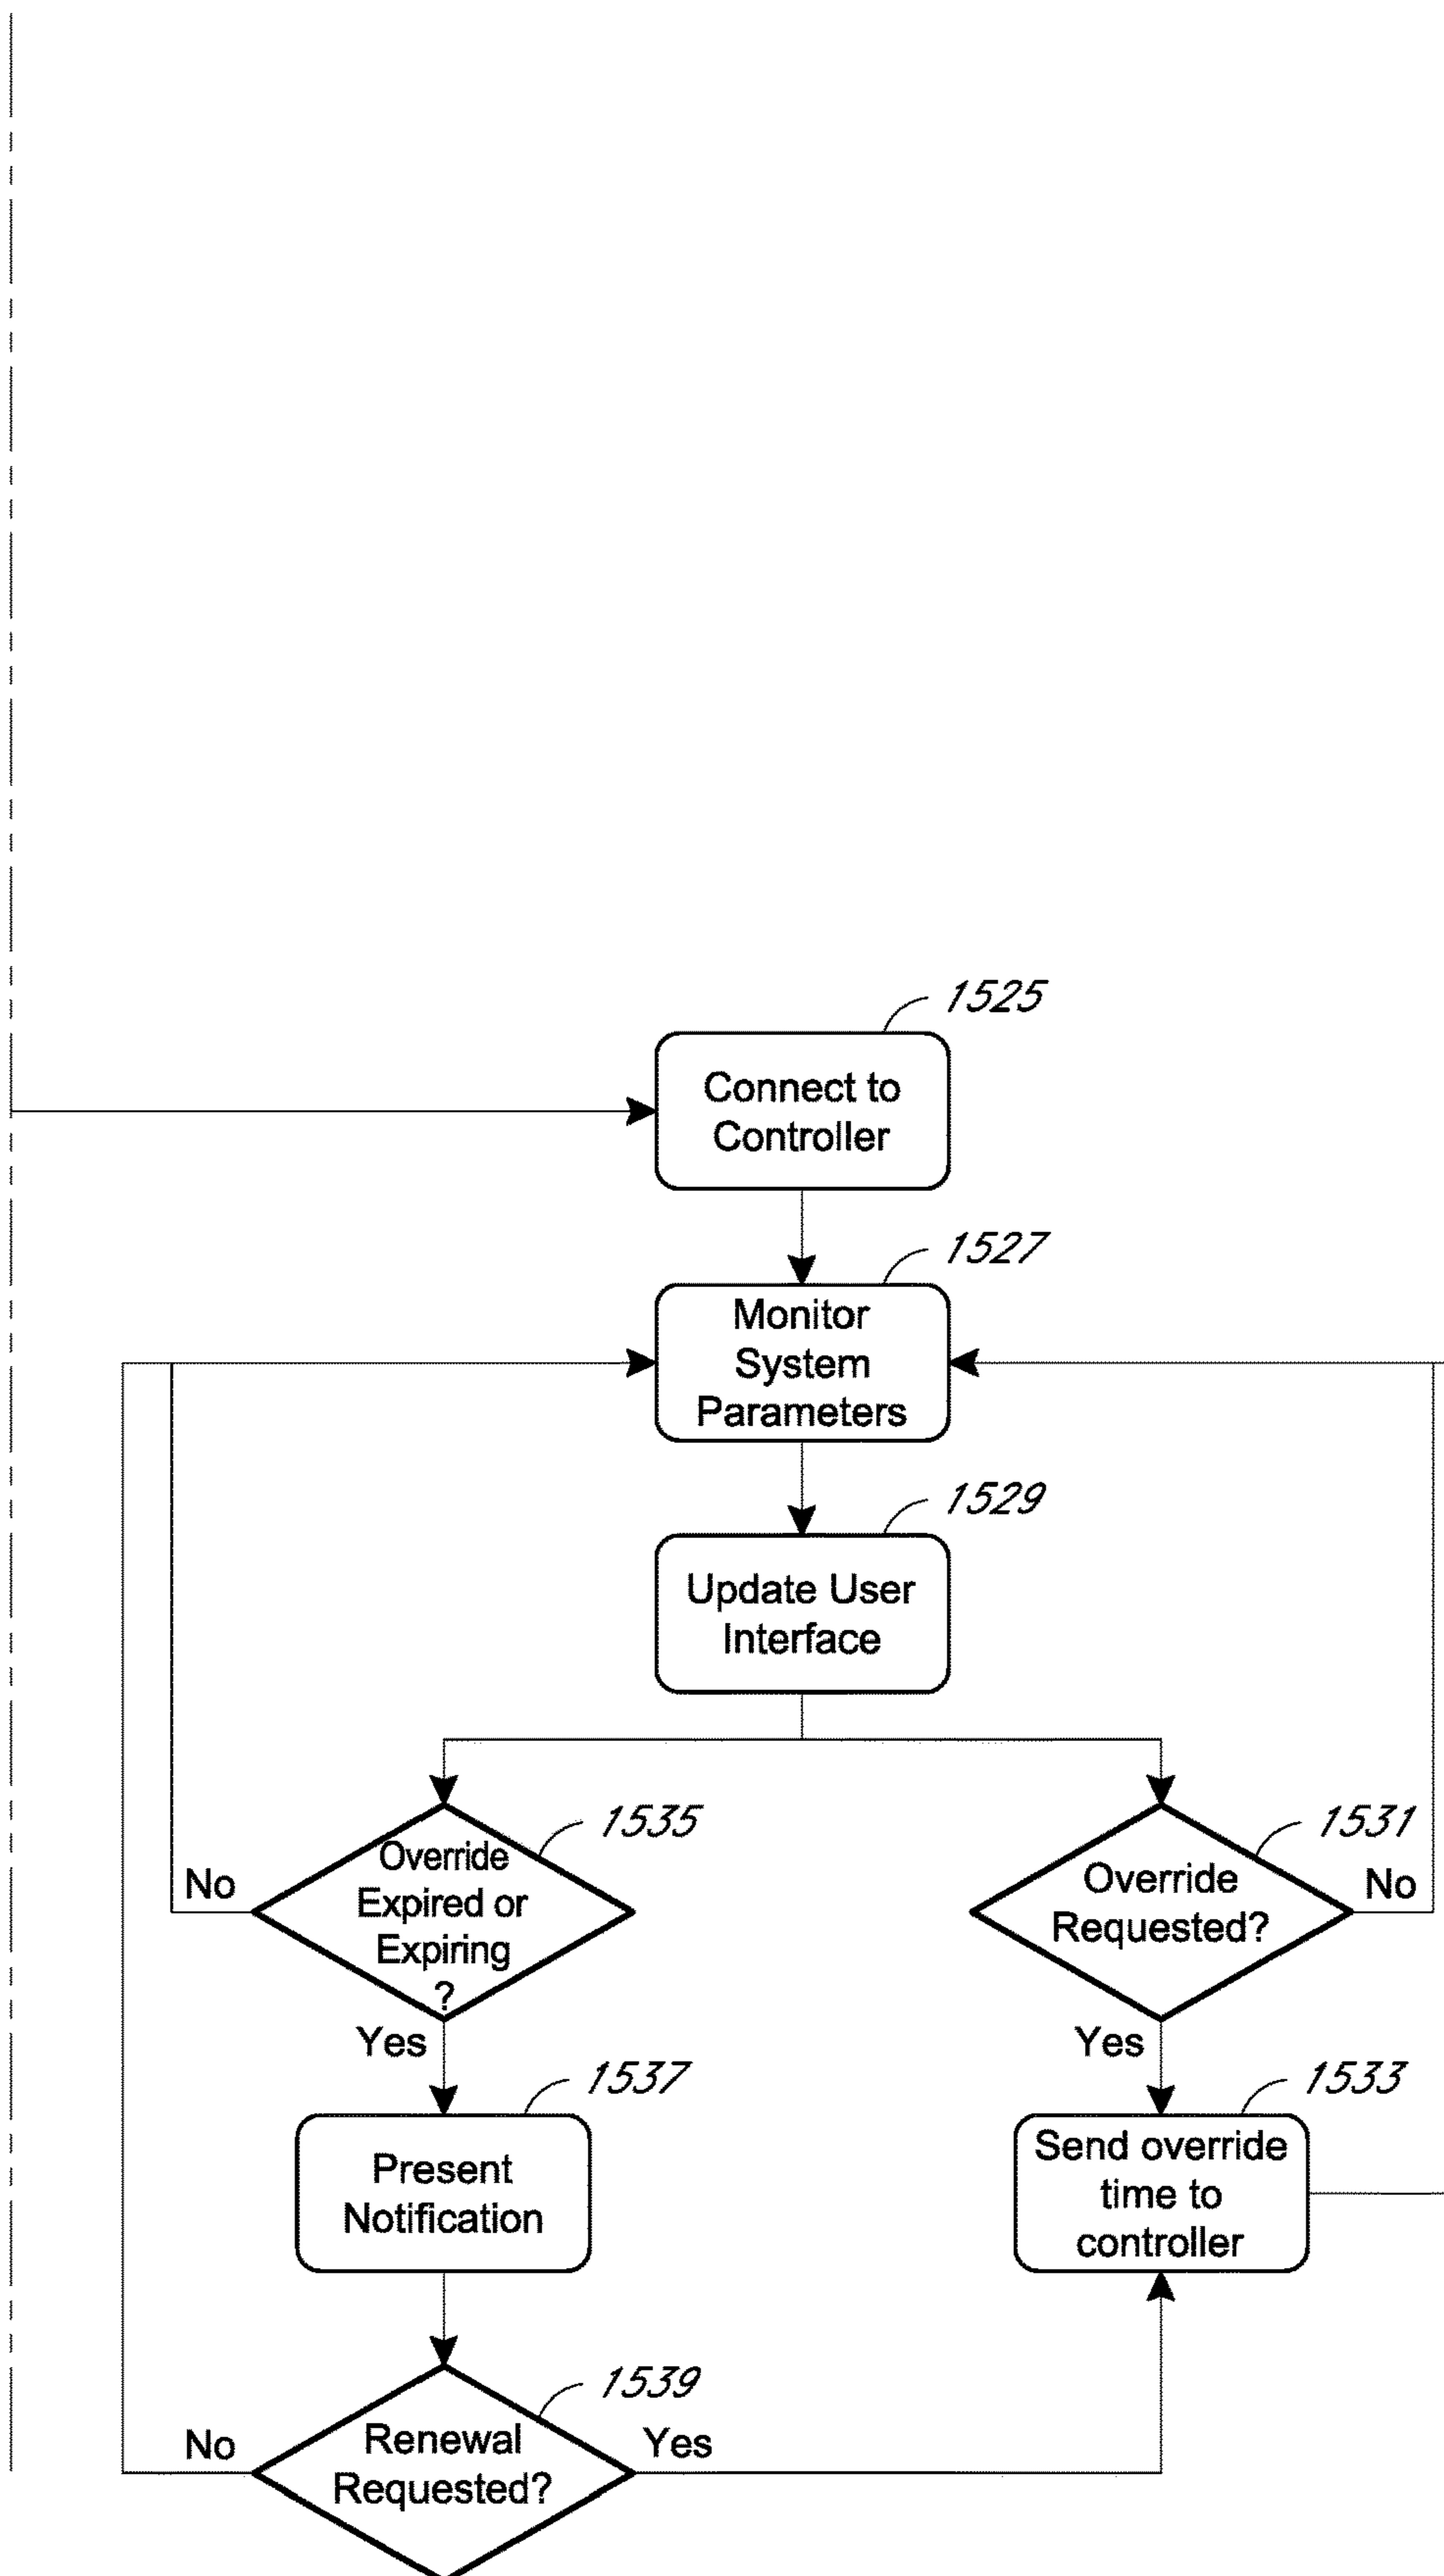 1525
Connect to
Controller
1527
Monitor
System
Parameters
1529
Update User
Interface
1535
Override
Expired or
Expiring
?
No
Yes
1531
Override
Requested?
No
Yes
1537
Present
Notification
1533
Send override
time to
controller
1539
Renewal
Requested?
No
Yes